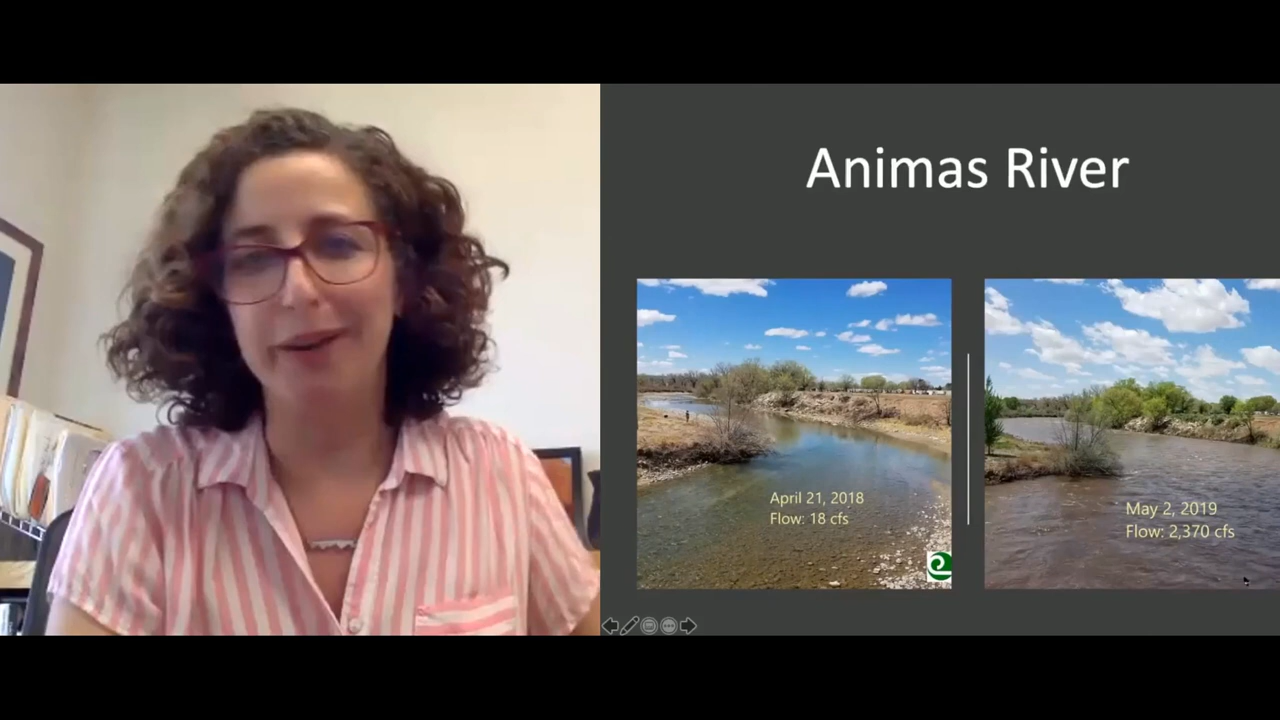 Animas River
April 21, 2018
Flow: 18 cfs
May 2, 2019
Flow: 2,370 cfs